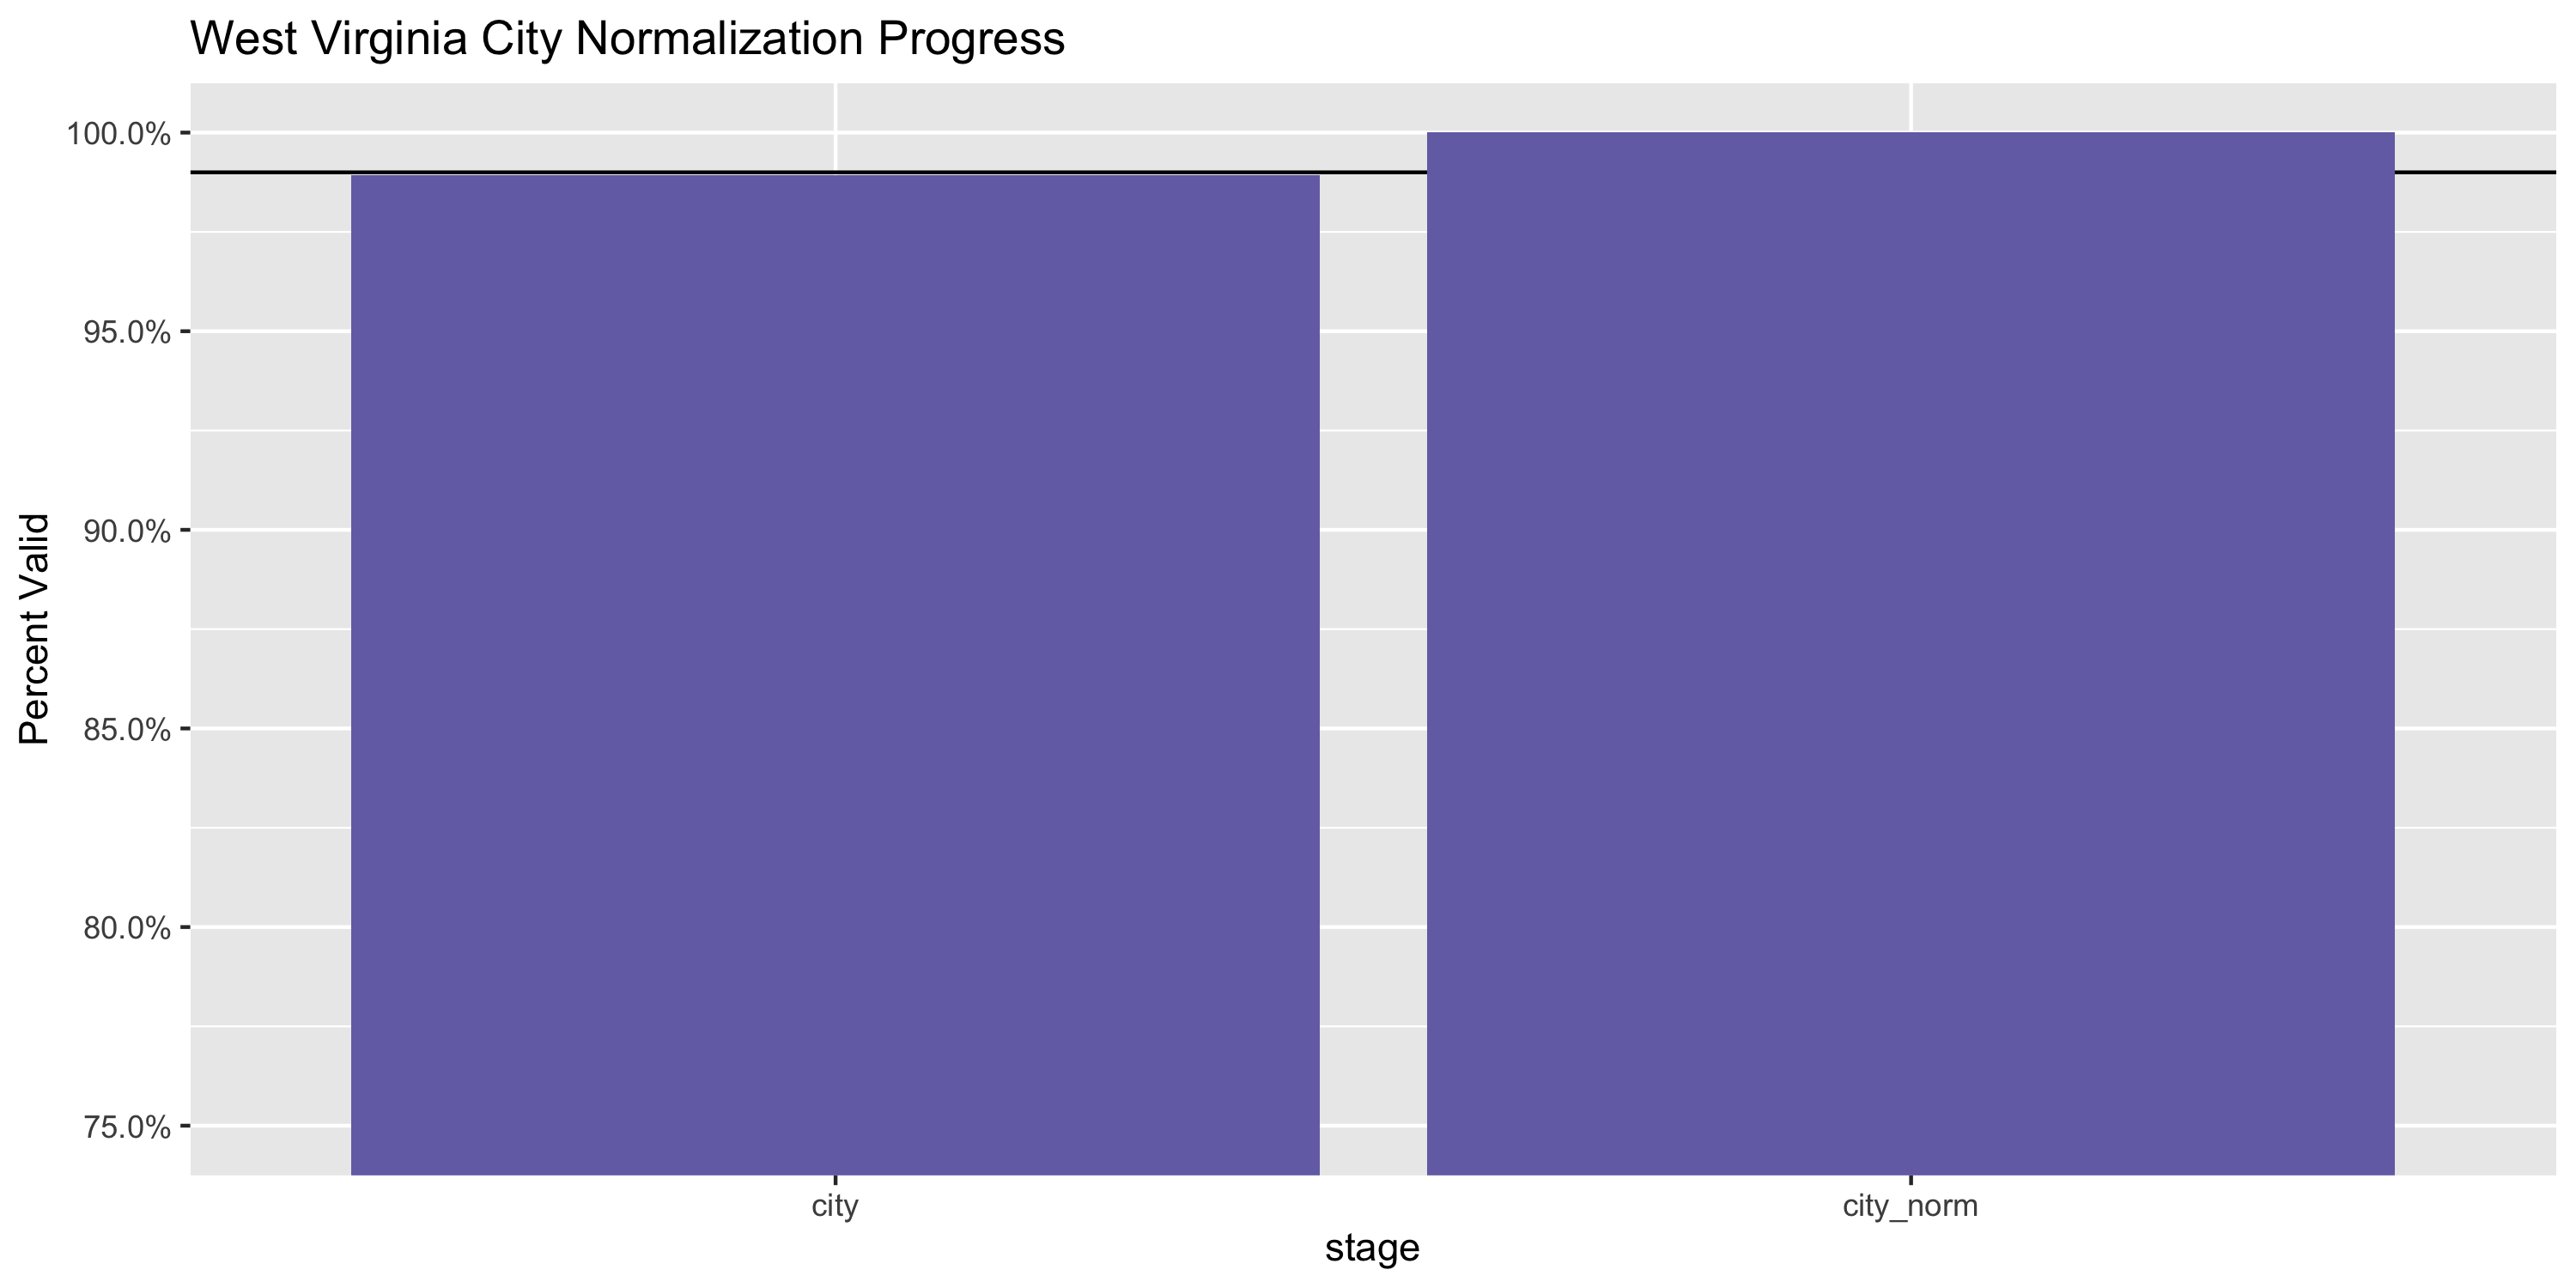 West Virginia City Normalization Progress
100.0%
95.0%
90.0%
85.0%
80.0%
75.0%
Percent Valid
city
city_norm
stage